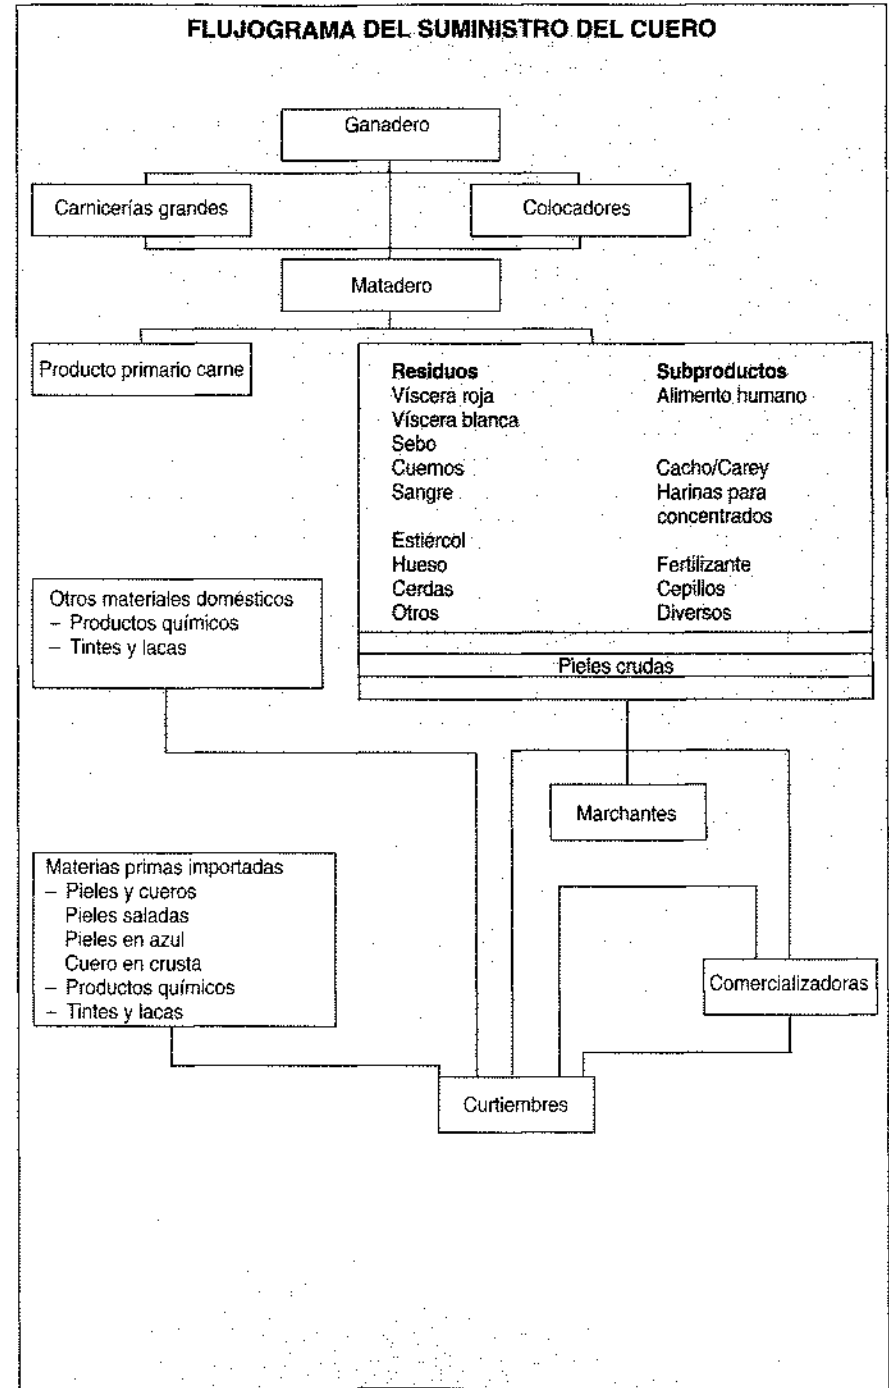 FLUJOGRAMA DEL SUMINISTRO DEL CUERO
Ganadero
Carnicerías grandes
Colocadores
Matadero
Producto primario carne
Residuos Subproductos
Víscera roja Alimento humano
Víscera blanca
Sebo
Cuernos Cacho/Carey
Sangre Harinas para
concentrados
Estiércol
Hueso Fertilizante
Cerdas Cepillos
Otros Diversos
Pieles crudas
Otros materiales domésticos
– Productos químicos
– Tintes y lacas
Marchantes
Materias primas importadas
– Pieles y cueros
Pieles saladas
Pieles en azul
Cuero en crusta
– Productos químicos
– Tintes y lacas
Comercializadoras
Curtiembres